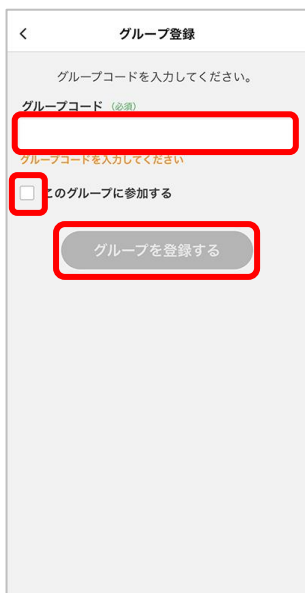 グループ登録
グループコードを入力してください。
グループコード （必須）
グループコードを入力してください
このグループに参加する
グループを登録する